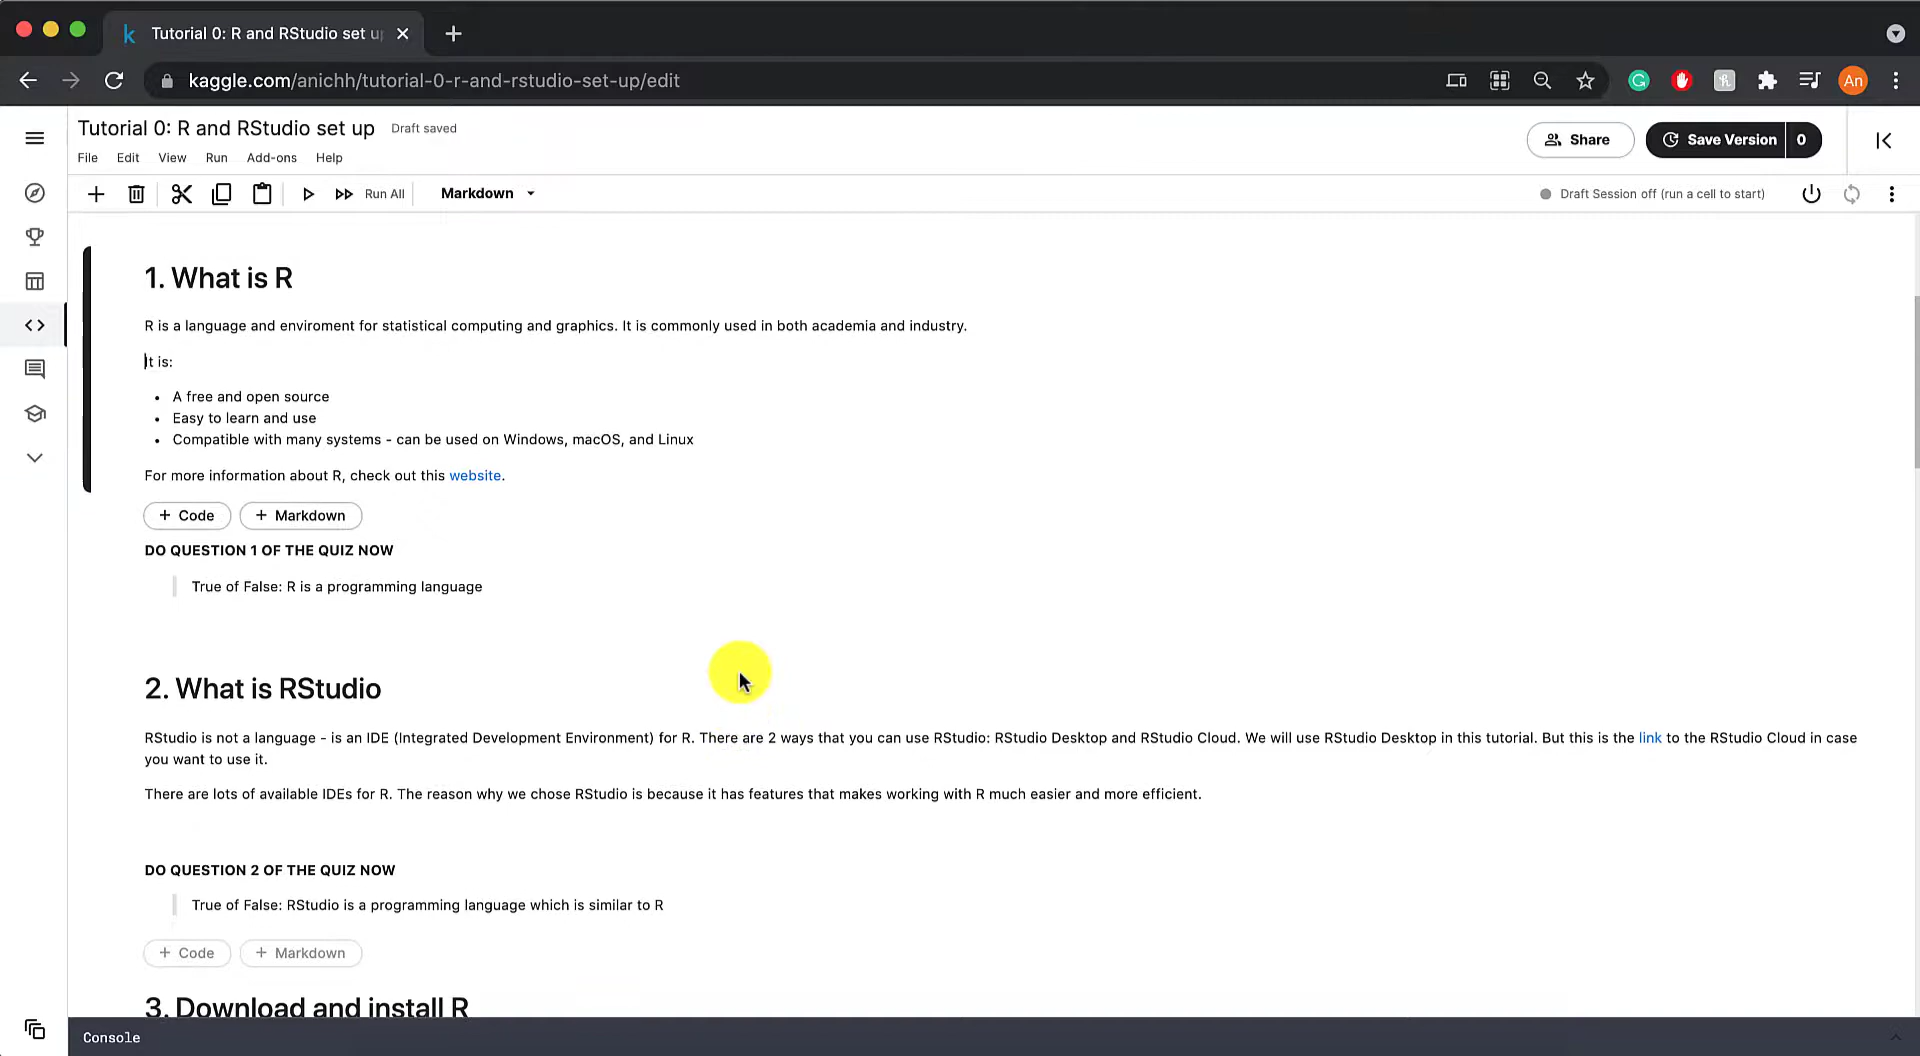 Tutorial 0: R and RStudio set u
kaggle.com/anichh/tutorial-0-r-and-rstudio-set-up/edit
An
Tutorial 0: R and RStudio set up
Draft saved
Share
Save Version
0
File Edit View Run Add-ons Help
Run All
Markdown
Draft Session off (run a cell to start)
1. What is R
R is a language and enviroment for statistical computing and graphics. It is commonly used in both academia and industry.
It is:
• A free and open source
• Easy to learn and use
• Compatible with many systems - can be used on Windows, macOS, and Linux
For more information about R, check out this website.
+ Code + Markdown
DO QUESTION 1 OF THE QUIZ NOW
True of False: R is a programming language
2. What is RStudio
RStudio is not a language - is an IDE (Integrated Development Environment) for R. There are 2 ways that you can use RStudio: RStudio Desktop and RStudio Cloud. We will use RStudio Desktop in this tutorial. But this is the link to the RStudio Cloud in case
you want to use it.
There are lots of available IDEs for R. The reason why we chose RStudio is because it has features that makes working with R much easier and more efficient.
DO QUESTION 2 OF THE QUIZ NOW
True of False: RStudio is a programming language which is similar to R
+ Code + Markdown
3. Download and install R
Console